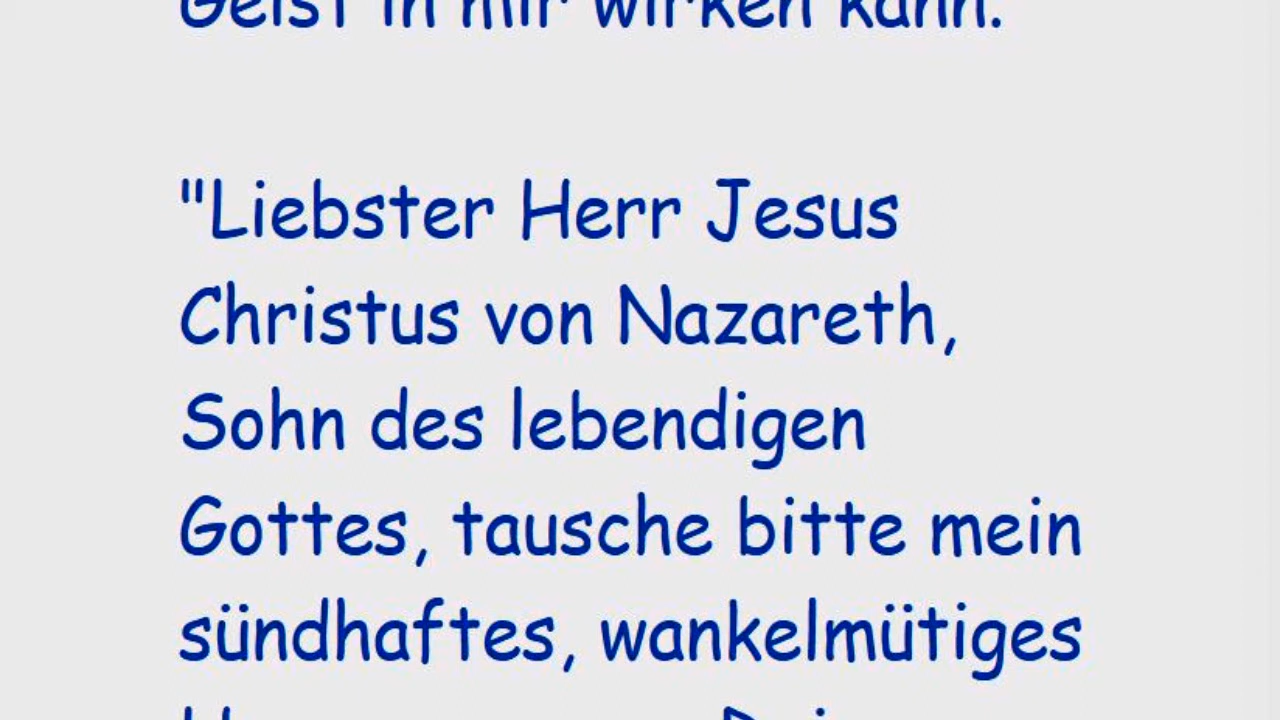 Geist in mir wirken kann.
"Liebster Herr Jesus
Christus von Nazareth,
Sohn des lebendigen
Gottes, tausche bitte mein
sündhaftes, wankelmütiges